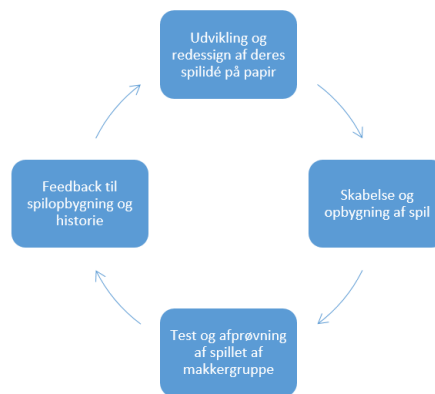 Udvikling og
redessign af deres
spilidé på papir
Skabelse og
opbygning af spil
Test og afprøvning
af spillet af
makkergruppe
Feedback til
spilopbygning og
historie